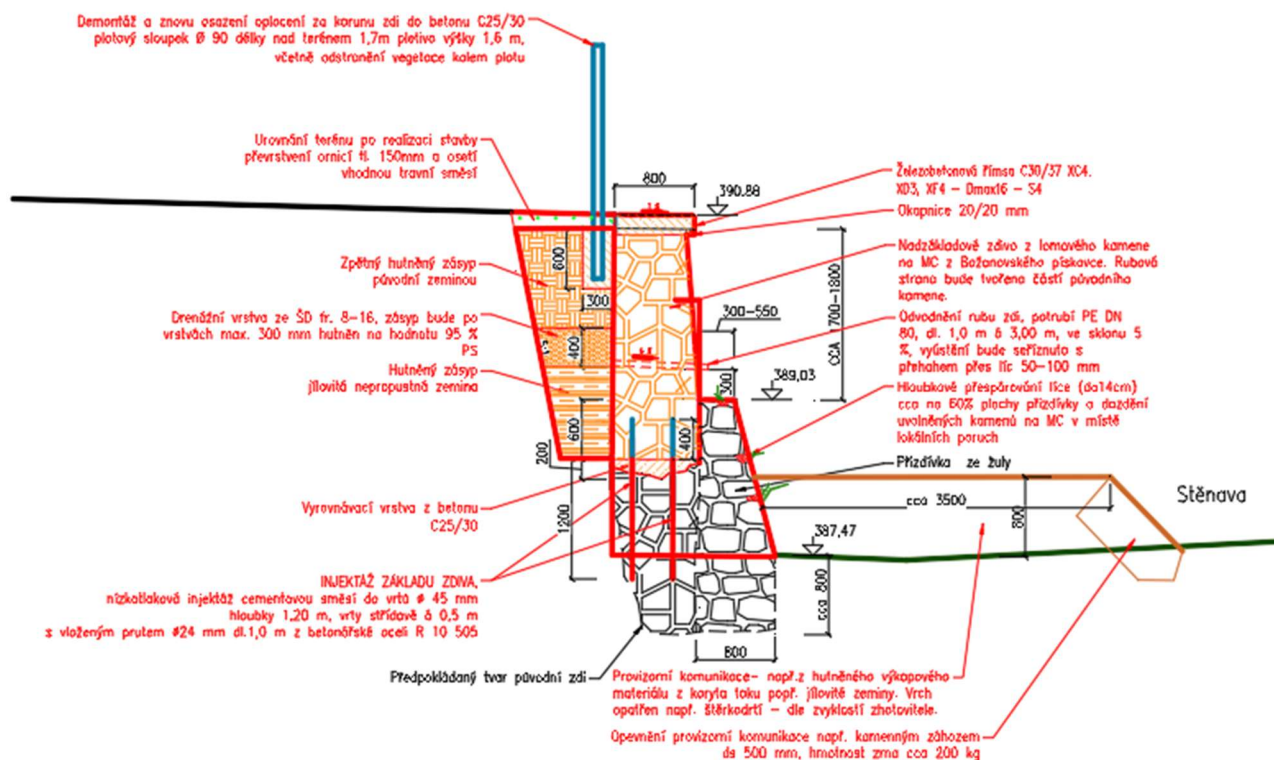 Demontáž a znovu osazení oplocení za korunu zdi do betonu C25/30
plotový sloupek Ø 90 délky nad terénem 1,7m pletivo výšky 1,6 m,
včetně odstranění vegetace kolem plotu
Urovnání terénu po realizaci stavby
převrstvení ornicí tl. 150mm a osetí
vhodnou travní směsí
800
390.88
Železobetonová římsa C30/37 XC4.
XD3, XF4 – Dmax16 – S4
Okapnice 20/20 mm
Zpětný hutněný zásyp
původní zeminou
600
300
Nadzákladové zdivo z lomového kamene
na MC z Božanovského pískovce. Rubová
strana bude tvořena částí původního
kamene.
CCA 1700-1800
300-550
Drenážní vrstva ze ŠD fr. 8-16, zásyp bude po
vrstvách max. 300 mm hutněn na hodnotu 95 %
PS
400
Odvodnění rubu zdi, potrubí PE DN
80, dl. 1,0 m á 3,00 m, ve sklonu 5
%, vyústění bude seříznuto s
přehahem přes líc 50-100 mm
Hutněný zásyp
jílovitá nepropustná zemina
300
389,03
Hloubkové přespárování líce (do14cm)
cca na 60% plochy přizdívky a dozdění
uvolněných kamenů na MC v místě
lokálních poruch
600
400
200
Přizdívka ze žuly
Vyrovnávací vrstva z betonu
C25/30
1200
cca 3500
800
Stěnava
387,47
cca 800
INJEKTÁŽ ZÁKLADU ZDIVA,
nízkotlaková injektáž cementovou směsí do vrtů ø 45 mm
hloubky 1,20 m, vrty střídavě á 0,5 m
s vloženým prutem ø24 mm dl.1,0 m z betonářské oceli R 10 505
800
Předpokládaný tvar původní zdi
Provizorní komunikace– např.z hutněného výkopového
materiálu z koryta toku popř. jílovité zeminy. Vrch
opatřen např. štěrkodrtí – dle zvyklostí zhotovitele.
Opevnění provizorní komunikace např. kamenným záhozem
ds 500 mm, hmotnost zrna cca 200 kg